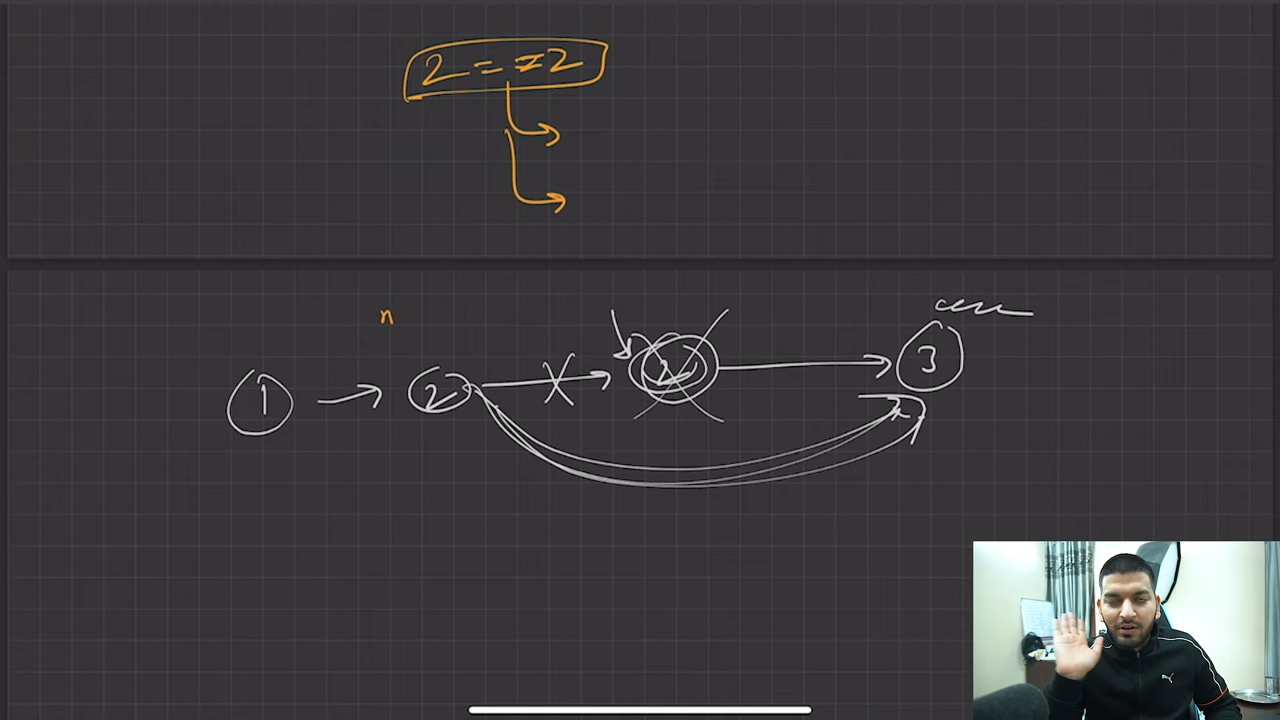 2 = = 2
n
1 → 2 → 2 → 3